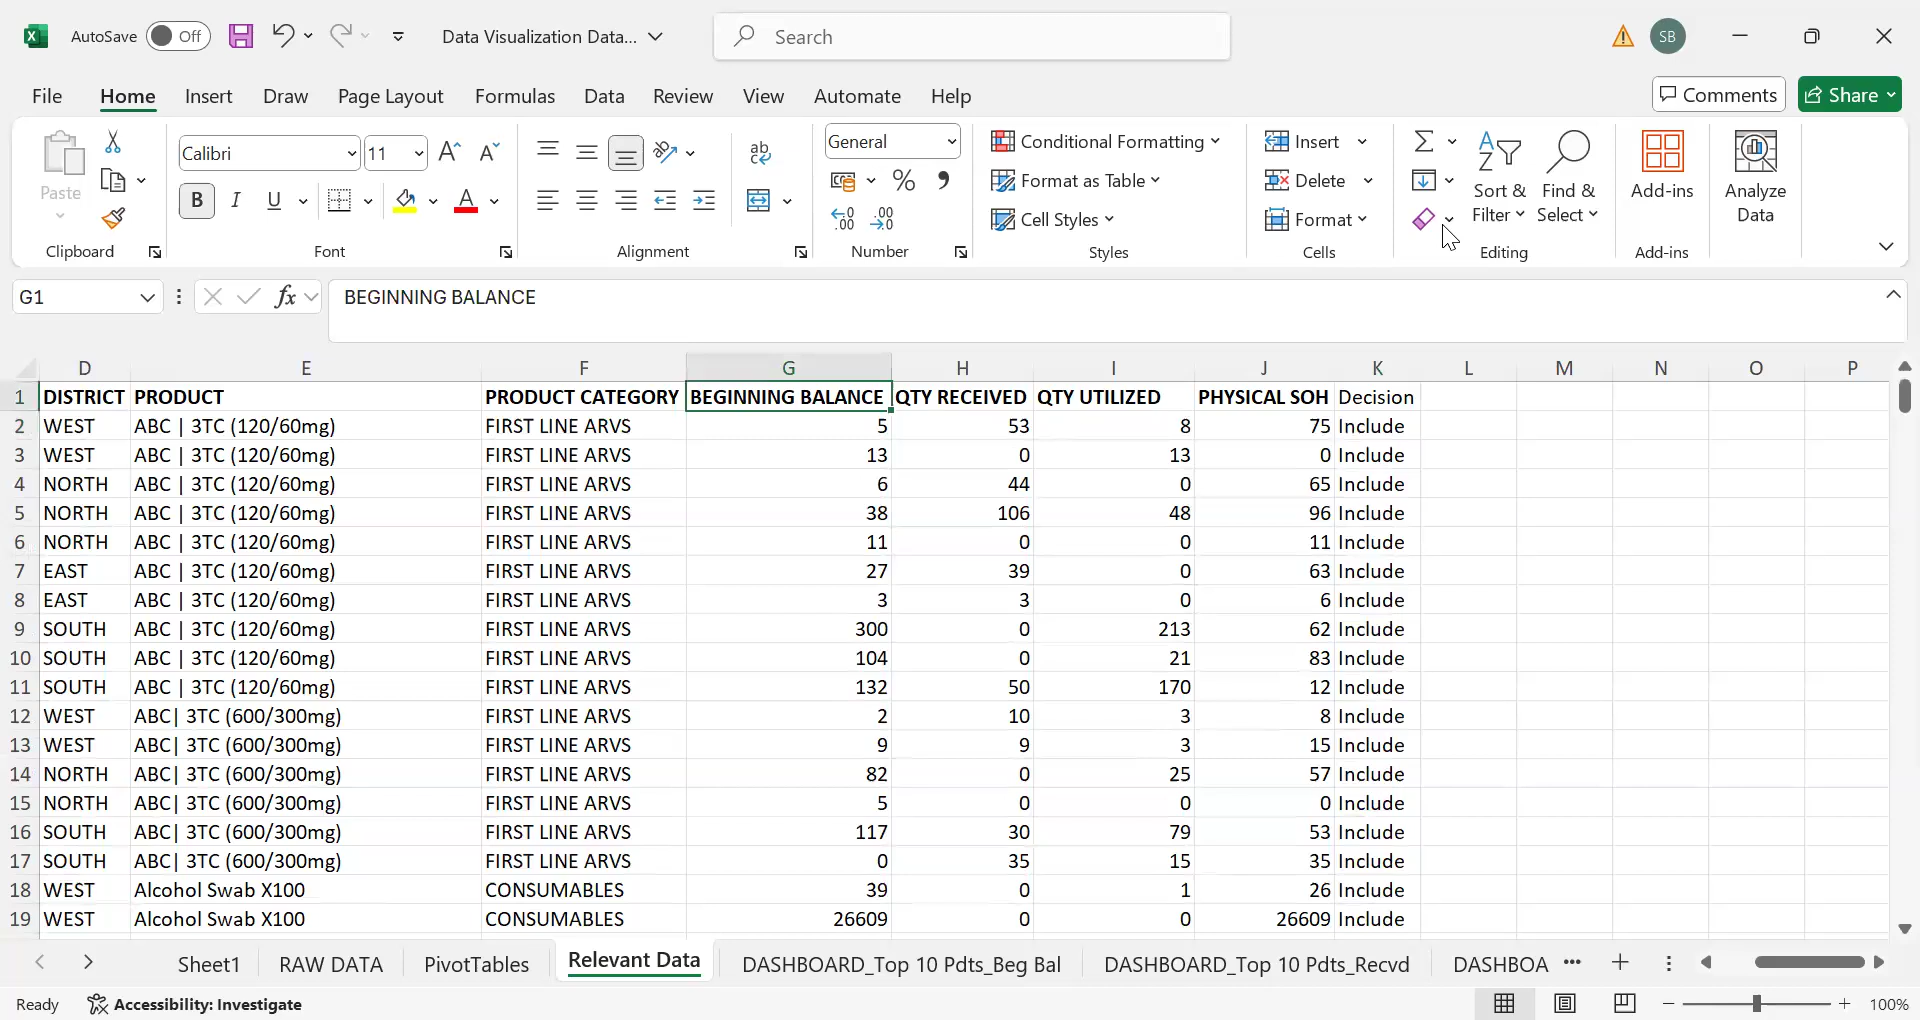 AutoSave Off Data Visualization Data... Search SB
File Home Insert Draw Page Layout Formulas Data Review View Automate Help Comments Share
Paste Calibri 11 General Conditional Formatting Insert Sort & Filter Find & Select Add-ins Analyze Data
B I U ab c % Format as Table Delete
Cell Styles Format
Clipboard Font Alignment Number Styles Cells Editing Add-ins
G1 fx BEGINNING BALANCE
D E F G H I J K L M N O P
1 DISTRICT PRODUCT PRODUCT CATEGORY BEGINNING BALANCE QTY RECEIVED QTY UTILIZED PHYSICAL SOH Decision
2 WEST ABC | 3TC (120/60mg) FIRST LINE ARVS 5 53 8 75 Include
3 WEST ABC | 3TC (120/60mg) FIRST LINE ARVS 13 0 13 0 Include
4 NORTH ABC | 3TC (120/60mg) FIRST LINE ARVS 6 44 0 65 Include
5 NORTH ABC | 3TC (120/60mg) FIRST LINE ARVS 38 106 48 96 Include
6 NORTH ABC | 3TC (120/60mg) FIRST LINE ARVS 11 0 0 11 Include
7 EAST ABC | 3TC (120/60mg) FIRST LINE ARVS 27 39 0 63 Include
8 EAST ABC | 3TC (120/60mg) FIRST LINE ARVS 3 3 0 6 Include
9 SOUTH ABC | 3TC (120/60mg) FIRST LINE ARVS 300 0 213 62 Include
10 SOUTH ABC | 3TC (120/60mg) FIRST LINE ARVS 104 0 21 83 Include
11 SOUTH ABC | 3TC (120/60mg) FIRST LINE ARVS 132 50 170 12 Include
12 WEST ABC| 3TC (600/300mg) FIRST LINE ARVS 2 10 3 8 Include
13 WEST ABC| 3TC (600/300mg) FIRST LINE ARVS 9 9 3 15 Include
14 NORTH ABC| 3TC (600/300mg) FIRST LINE ARVS 82 0 25 57 Include
15 NORTH ABC| 3TC (600/300mg) FIRST LINE ARVS 5 0 0 0 Include
16 SOUTH ABC| 3TC (600/300mg) FIRST LINE ARVS 117 30 79 53 Include
17 SOUTH ABC| 3TC (600/300mg) FIRST LINE ARVS 0 35 15 35 Include
18 WEST Alcohol Swab X100 CONSUMABLES 39 0 1 26 Include
19 WEST Alcohol Swab X100 CONSUMABLES 26609 0 0 26609 Include
Sheet1 RAW DATA PivotTables Relevant Data DASHBOARD_Top 10 Pdts_Beg Bal DASHBOARD_Top 10 Pdts_Recvd DASHBOA ...
Ready Accessibility: Investigate 100%